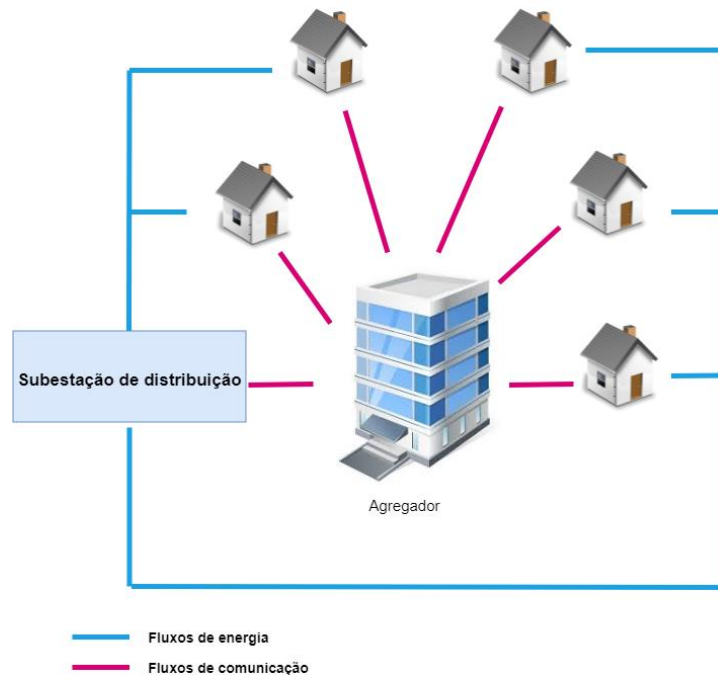 Subestação de distribuição
Agregador
Fluxos de energia
Fluxos de comunicação